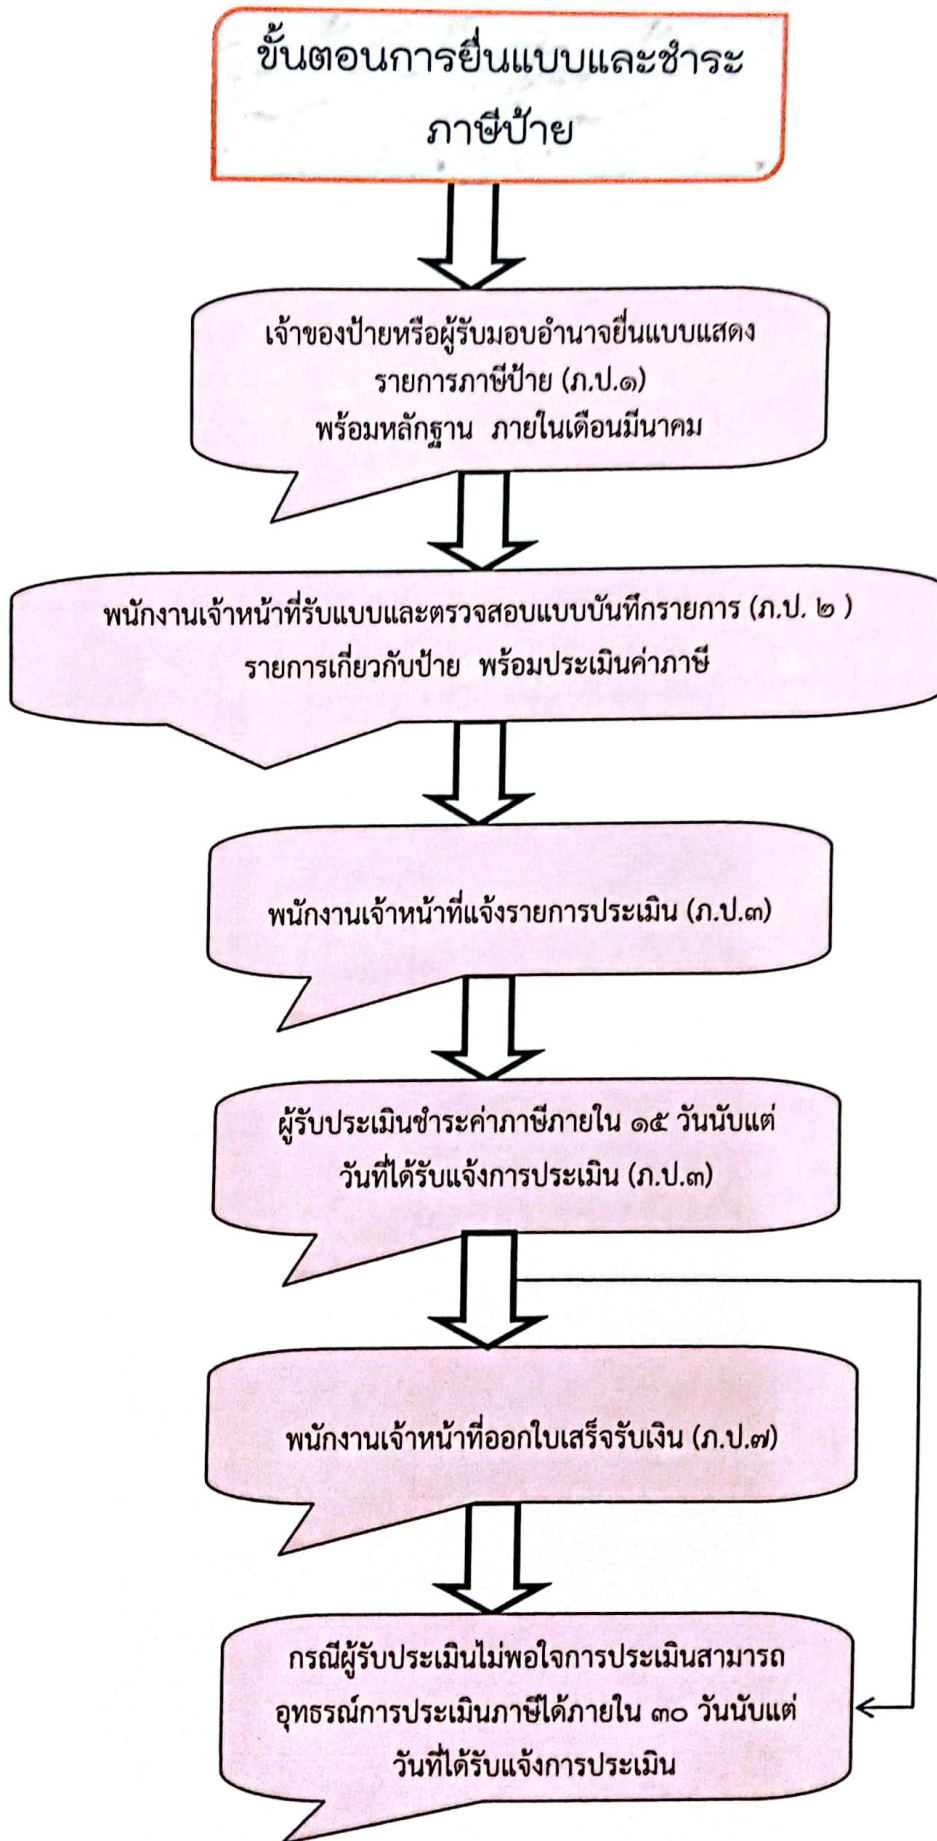 ขั้นตอนการยื่นแบบและชำระ
ภาษีป้าย
เจ้าของป้ายหรือผู้รับมอบอำนาจยื่นแบบแสดง
รายการภาษีป้าย (ภ.ป.๑)
พร้อมหลักฐาน ภายในเดือนมีนาคม
พนักงานเจ้าหน้าที่รับแบบและตรวจสอบแบบบันทึกรายการ (ภ.ป. ๒ )
รายการเกี่ยวกับป้าย พร้อมประเมินค่าภาษี
พนักงานเจ้าหน้าที่แจ้งรายการประเมิน (ภ.ป.๓)
ผู้รับประเมินชำระค่าภาษีภายใน ๑๕ วันนับแต่
วันที่ได้รับแจ้งการประเมิน (ภ.ป.๓)
พนักงานเจ้าหน้าที่ออกใบเสร็จรับเงิน (ภ.ป.๗)
กรณีผู้รับประเมินไม่พอใจการประเมินสามารถ
อุทธรณ์การประเมินภาษีได้ภายใน ๓๐ วันนับแต่
วันที่ได้รับแจ้งการประเมิน